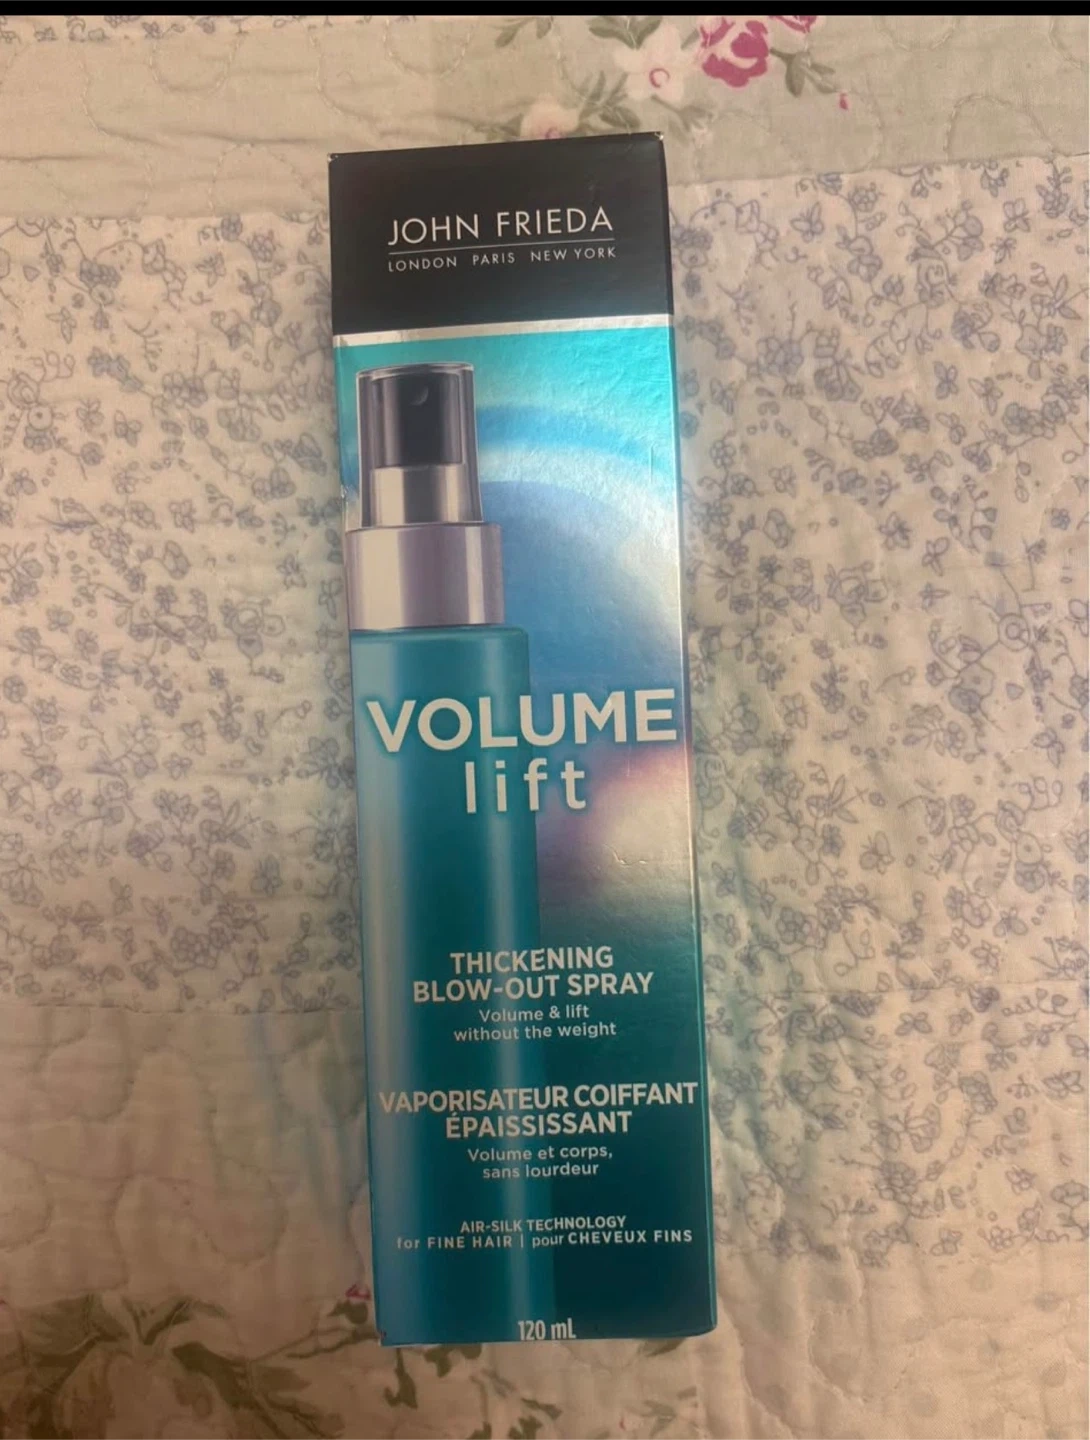 JOHN FRIEDA
LONDON PARIS NEW YORK
VOLUME
lift
THICKENING
BLOW-OUT SPRAY
Volume & lift
without the weight
VAPORISATEUR COIFFANT
ÉPAISSISSANT
Volume et corps,
sans lourdeur
AIR-SILK TECHNOLOGY
for FINE HAIR | pour CHEVEUX FINS
120 mL